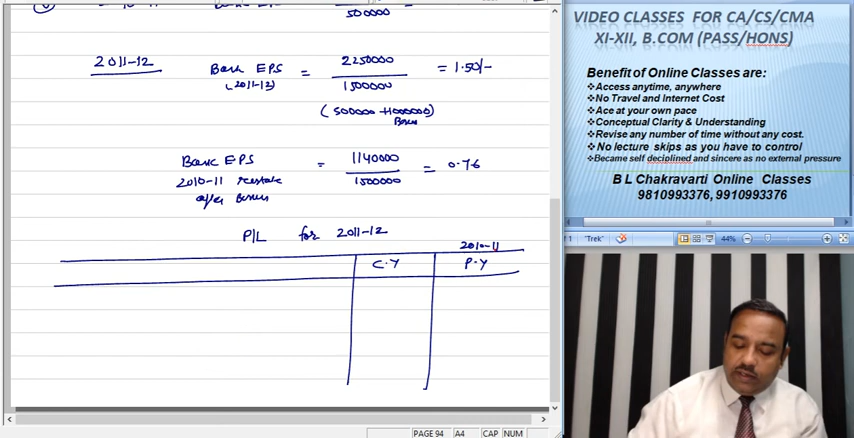 500000
2011-12
Basic EPS = 2250000 = 1.50/-
(2011-12) 1500000
(500000 + 1000000)
Bonus
Basic EPS = 1140000 = 0.76
2010-11 restate 1500000
after Bonus
P/L for 2011-12
2010-11
C.Y P.Y
PAGE 94 A4 CAP NUM
VIDEO CLASSES FOR CA/CS/CMA
XI-XII, B.COM (PASS/HONS)
Benefit of Online Classes are:
❖Access anytime, anywhere
❖No Travel and Internet Cost
❖Ace at your own pace
❖Conceptual Clarity & Understanding
❖Revise any number of time without any cost.
❖No lecture skips as you have to control
❖Became self deciplined and sincere as no external pressure
B L Chakravarti Online Classes
9810993376, 9910993376
f 1 "Trek" 44%